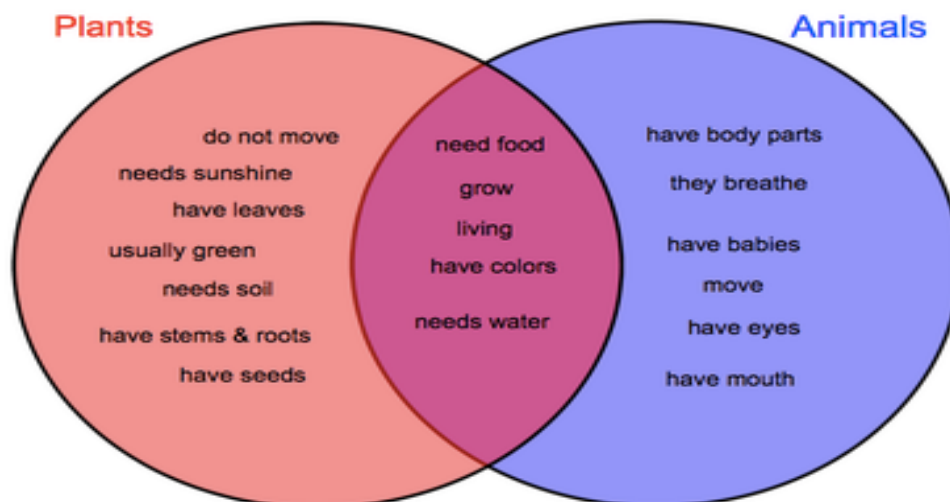 Plants
Animals
do not move
needs sunshine
have leaves
usually green
needs soil
have stems & roots
have seeds
need food
grow
living
have colors
needs water
have body parts
they breathe
have babies
move
have eyes
have mouth